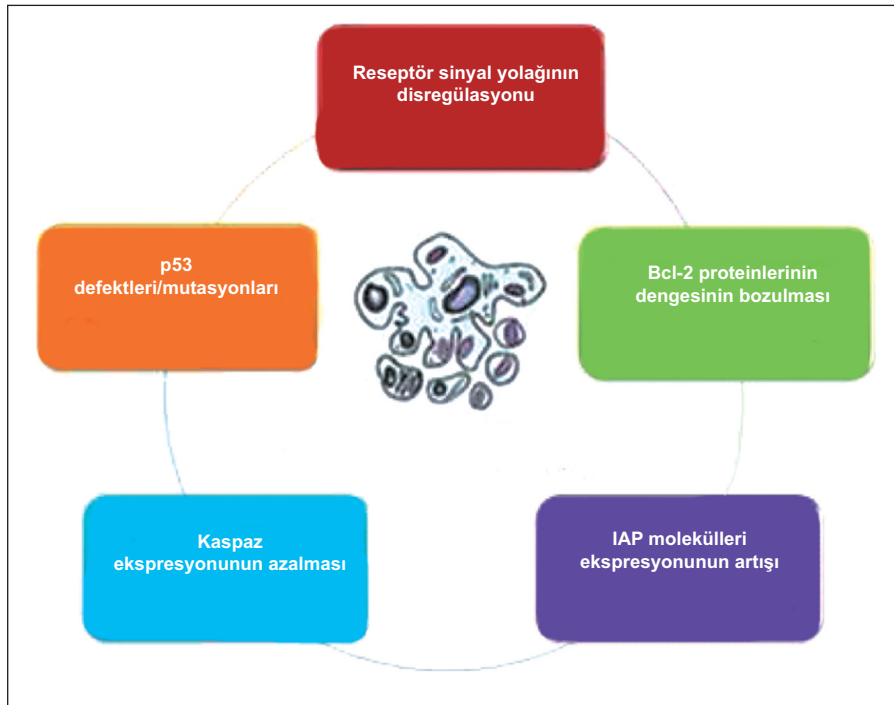 Reseptör sinyal yolağının
disregülasyonu
p53
defektleri/mutasyonları
Bcl-2 proteinlerinin
dengesinin bozulması
Kaspaz
ekspresyonunun azalması
IAP molekülleri
ekspresyonunun artışı